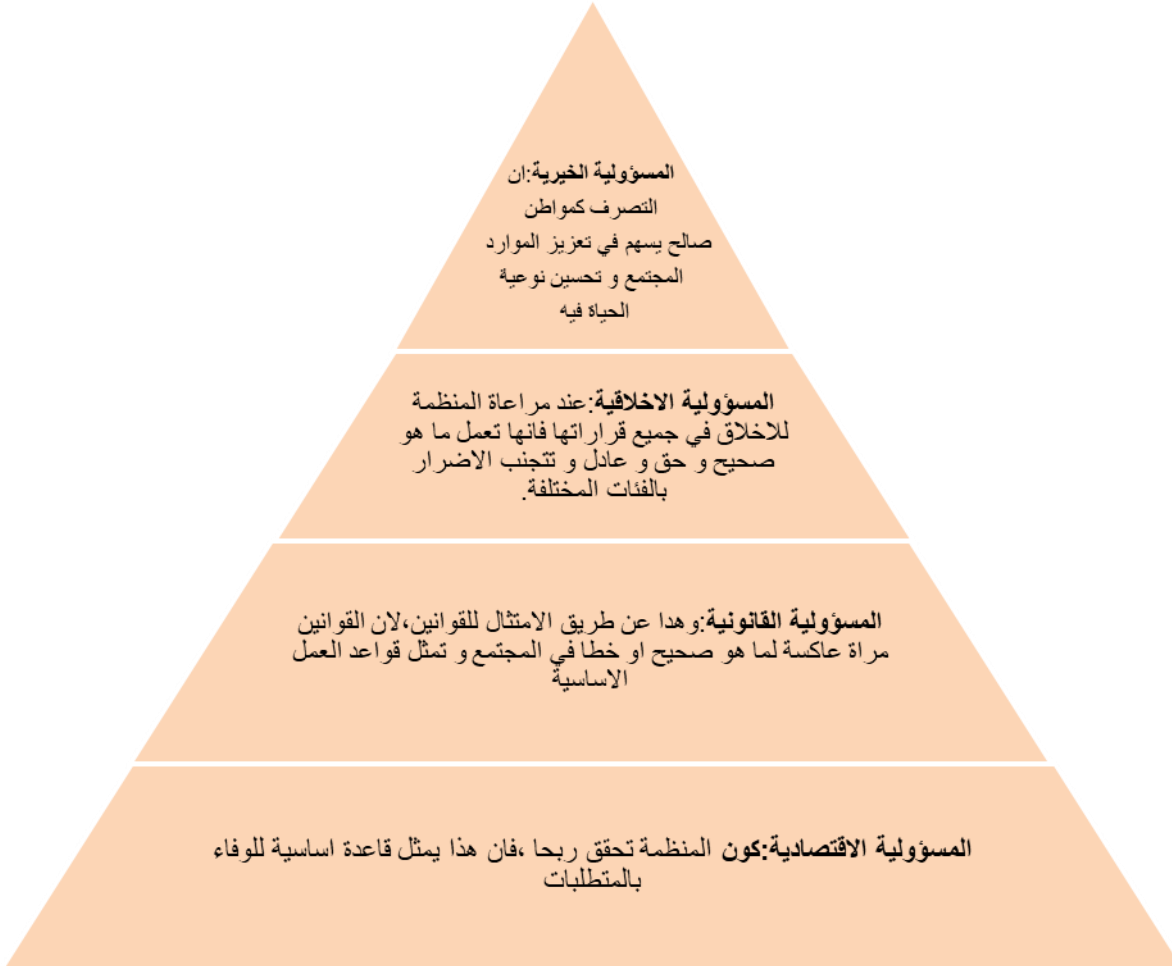 المسؤولية الخيرية:ان
التصرف كمواطن
صالح يسهم في تعزيز الموارد
المجتمع و تحسين نوعية
الحياة فيه
المسؤولية الاخلاقية:عند مراعاة المنظمة
للاخلاق في جميع قراراتها فانها تعمل ما هو
صحيح و حق و عادل و تتجنب الاضرار
بالفئات المختلفة.
المسؤولية القانونية:وهدا عن طريق الامتثال للقوانين،لان القوانين
مراة عاكسة لما هو صحيح او خطا في المجتمع و تمثل قواعد العمل
الاساسية
المسؤولية الاقتصادية:كون المنظمة تحقق ربحا ،فان هذا يمثل قاعدة اساسية للوفاء
بالمتطلبات